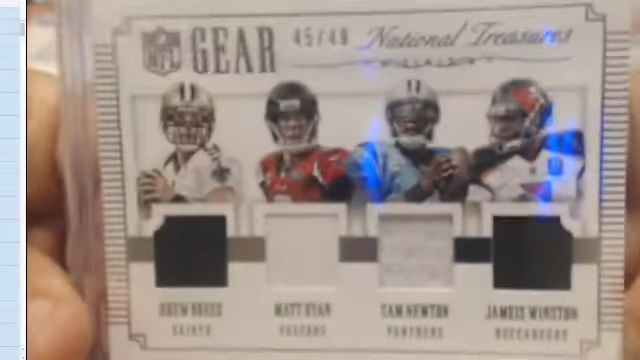 NFL GEAR 45/49 National Treasures
DREW BREES MATT RYAN CAM NEWTON JAMEIS WINSTON
SAINTS FALCONS PANTHERS BUCCANEERS